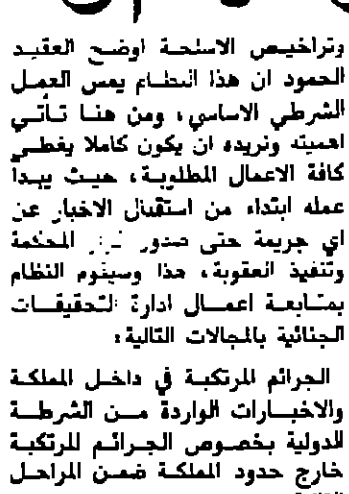 وتراخيص الاسلحة اوضح العقيد
الحمود ان هذا النظام يمس العمل
الشرطي الاساسي، ومن هنا تأتي
اهميته ونريده ان يكون كاملا يغطي
كافة الاعمال المطلوبة، حيث يبدأ
عمله ابتداء من استقبال الاخبار عن
اي جريمة حتى صدور المحكمة
وتنفيذ العقوبة، هذا وسيقوم النظام
بمتابعة اعمال ادارة التحقيقات
الجنائية بالمجالات التالية:
الجرائم المرتكبة في داخل المملكة
والاخبارات الواردة من الشرطة
الدولية بخصوص الجرائم المرتكبة
خارج حدود المملكة ضمن المراحل